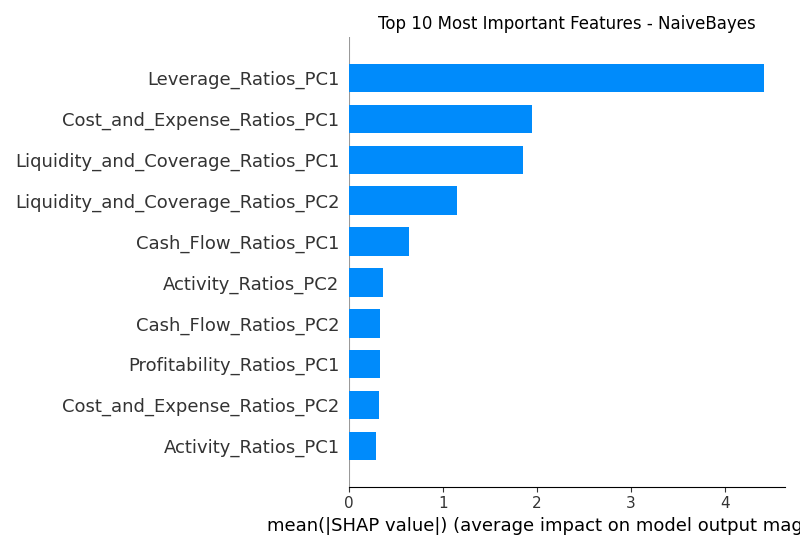 Top 10 Most Important Features - NaiveBayes
Leverage_Ratios_PC1
Cost_and_Expense_Ratios_PC1
Liquidity_and_Coverage_Ratios_PC1
Liquidity_and_Coverage_Ratios_PC2
Cash_Flow_Ratios_PC1
Activity_Ratios_PC2
Cash_Flow_Ratios_PC2
Profitability_Ratios_PC1
Cost_and_Expense_Ratios_PC2
Activity_Ratios_PC1
0 1 2 3 4
mean(|SHAP value|) (average impact on model output mag